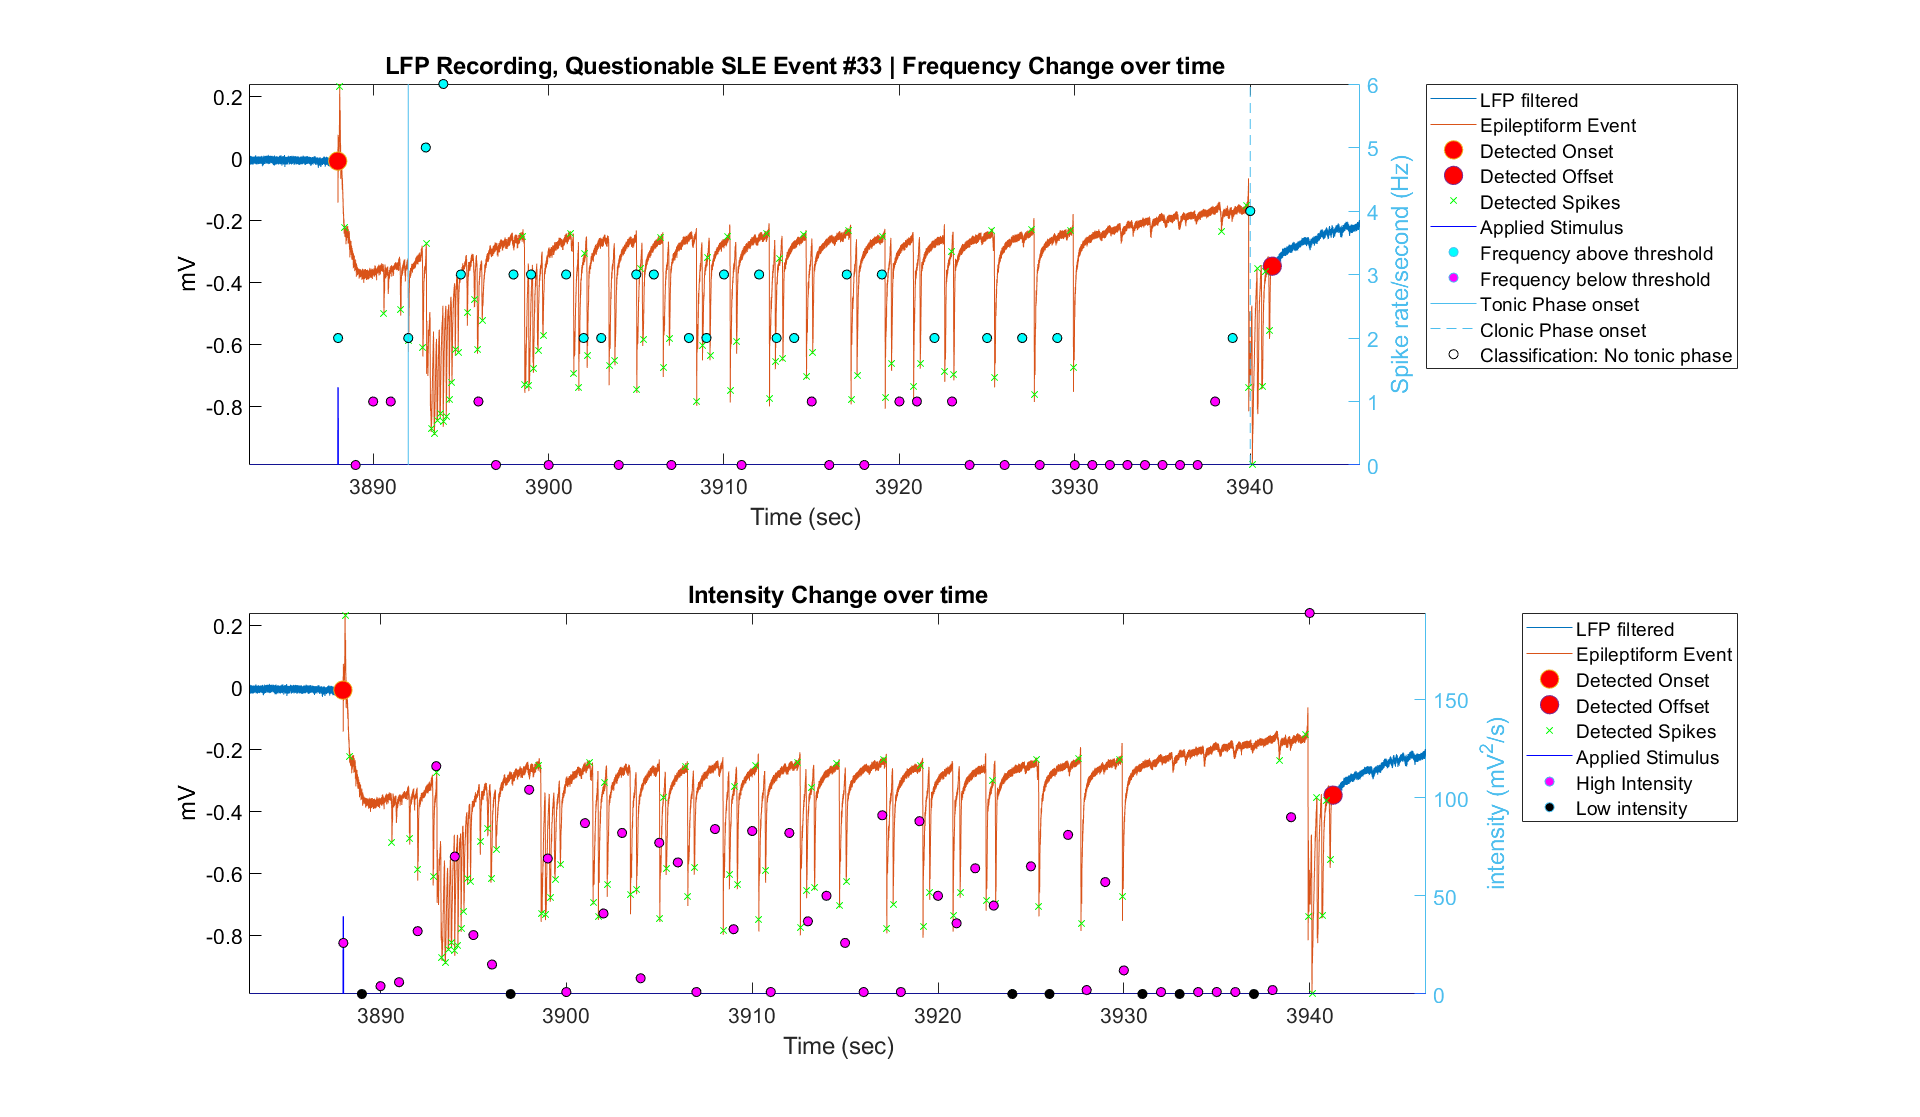 LFP Recording, Questionable SLE Event #33 | Frequency Change over time
0.2
0
-0.2
-0.4
-0.6
-0.8
mV
3890
3900
3910
3920
3930
3940
Time (sec)
6
5
4
3
2
1
0
Spike rate/second (Hz)
LFP filtered
Epileptiform Event
Detected Onset
Detected Offset
Detected Spikes
Applied Stimulus
Frequency above threshold
Frequency below threshold
Tonic Phase onset
Clonic Phase onset
Classification: No tonic phase
Intensity Change over time
0.2
0
-0.2
-0.4
-0.6
-0.8
mV
3890
3900
3910
3920
3930
3940
Time (sec)
150
100
50
0
intensity (mV²/s)
LFP filtered
Epileptiform Event
Detected Onset
Detected Offset
Detected Spikes
Applied Stimulus
High Intensity
Low intensity